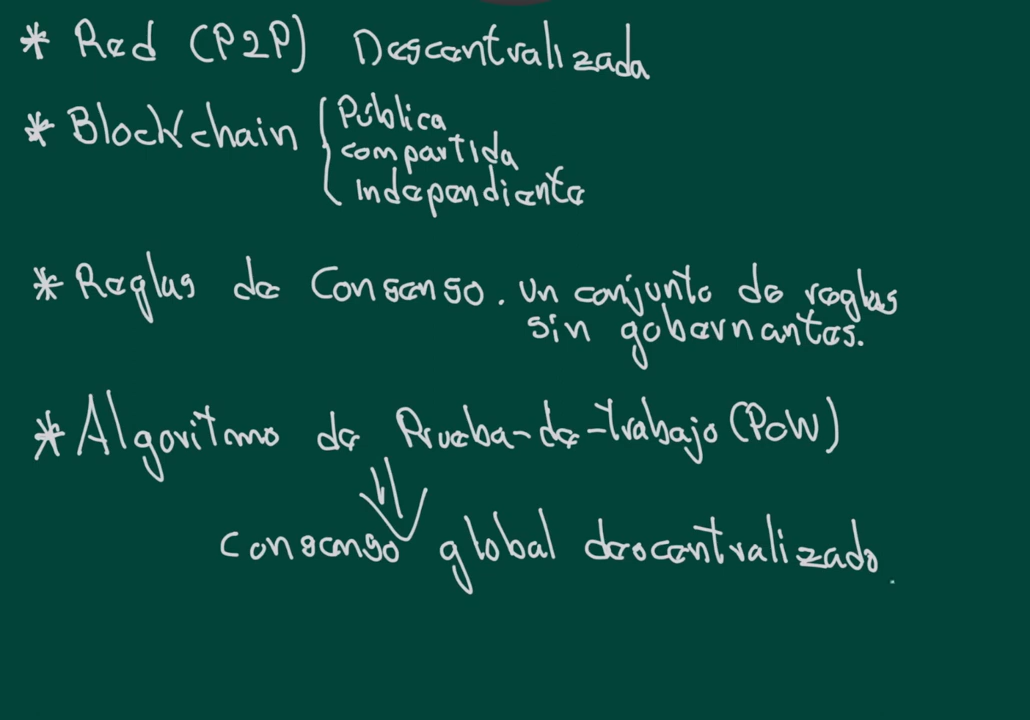 * Red (P2P) Descentralizada
* Blockchain { Pública
compartida
Independiente
* Reglas de Consenso. un conjunto de reglas
sin gobernantes.
* Algoritmo de Prueba-de-trabajo (PoW)
consenso global descentralizado.